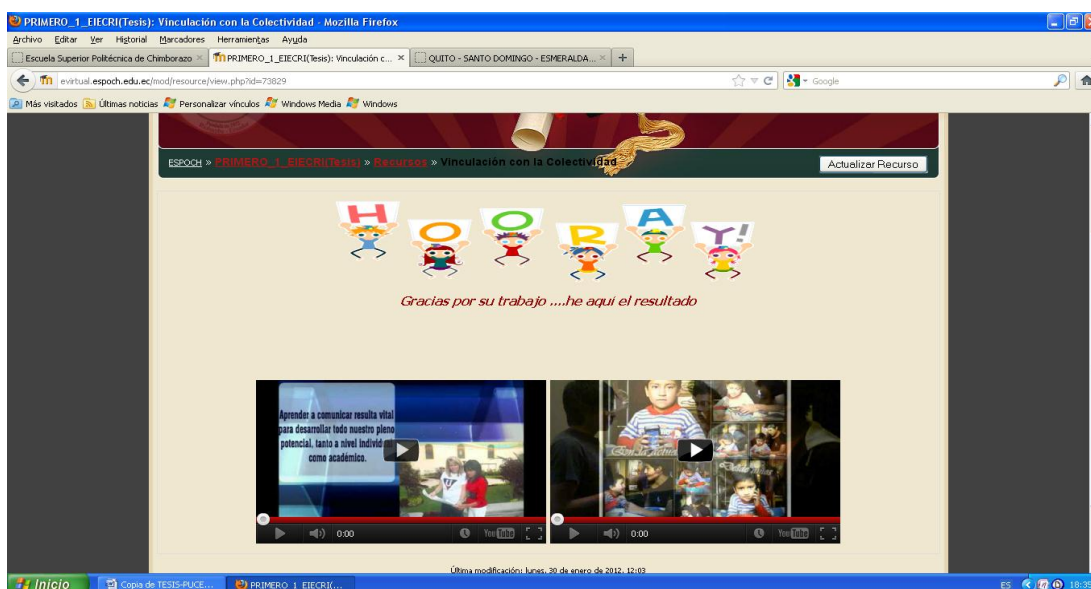 PRIMERO_1_EIECRI(Tesis): Vinculación con la Colectividad - Mozilla Firefox
Archivo Editar Ver Historial Marcadores Herramientas Ayuda
Escuela Superior Politécnica de Chimborazo PRIMERO_1_EIECRI(Tesis): Vinculación c... QUITO - SANTO DOMINGO - ESMERALDA...
evirtual.espoch.edu.ec/mod/resource/view.php?id=73829 Google
Más visitados Últimas noticias Personalizar vínculos Windows Media Windows
ESPOCH » PRIMERO_1_EIECRI(Tesis) » Recursos » Vinculación con la Colectividad Actualizar Recurso
HOORAY!
Gracias por su trabajo ....he aquí el resultado
Aprender a comunicar resulta vital
para desarrollar todo nuestro pleno
potencial, tanto a nivel individual
como académico.
0:00 YouTube 0:00 YouTube
Última modificación: lunes, 30 de enero de 2012, 12:03
Inicio Copia de TESIS-PUCE... PRIMERO_1_EIECRI(... ES 18:35